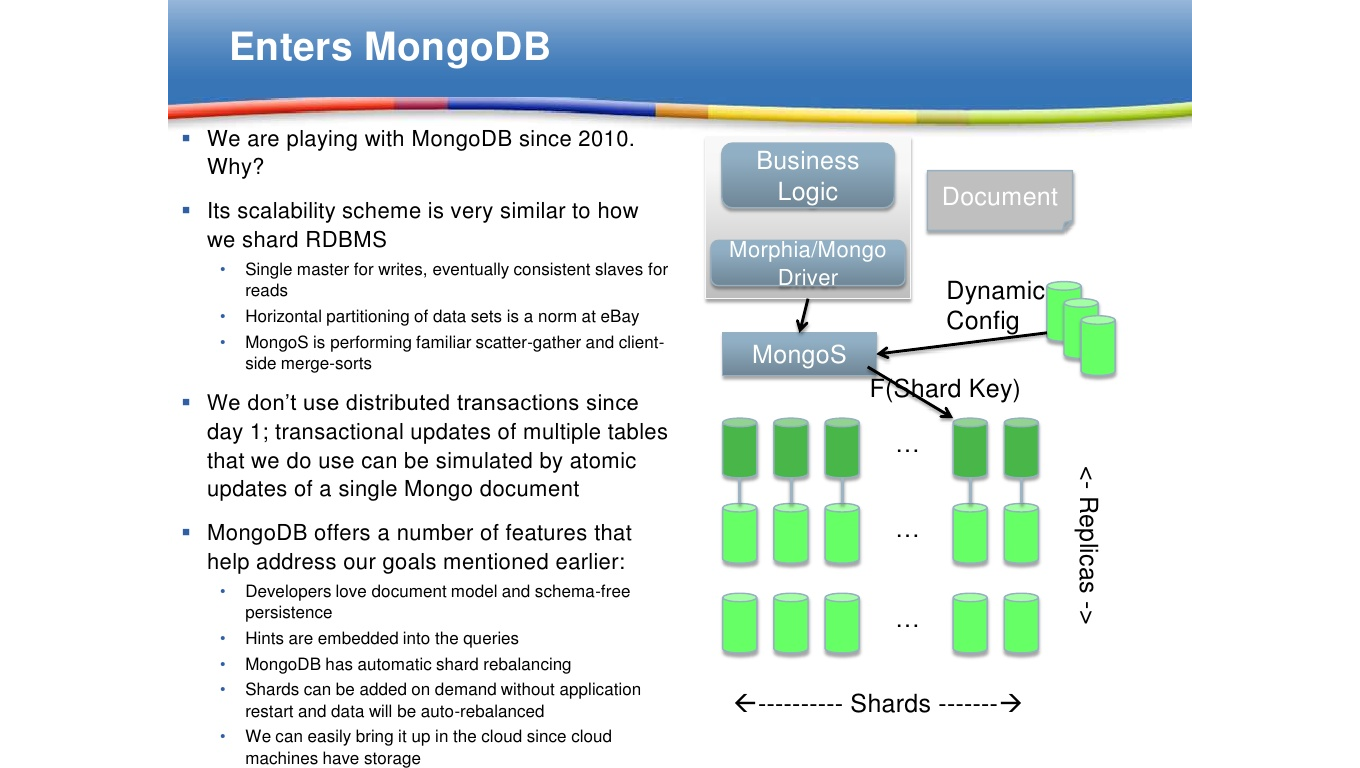 Enters MongoDB
We are playing with MongoDB since 2010.
Why?
Its scalability scheme is very similar to how
we shard RDBMS
Single master for writes, eventually consistent slaves for
reads
Horizontal partitioning of data sets is a norm at eBay
MongoS is performing familiar scatter-gather and client-
side merge-sorts
We don’t use distributed transactions since
day 1; transactional updates of multiple tables
that we do use can be simulated by atomic
updates of a single Mongo document
MongoDB offers a number of features that
help address our goals mentioned earlier:
Developers love document model and schema-free
persistence
Hints are embedded into the queries
MongoDB has automatic shard rebalancing
Shards can be added on demand without application
restart and data will be auto-rebalanced
We can easily bring it up in the cloud since cloud
machines have storage
Business
Logic
Document
Morphia/Mongo
Driver
Dynamic
Config
MongoS
F(Shard Key)
…
…
…
<- Replicas ->
←---------- Shards -------→